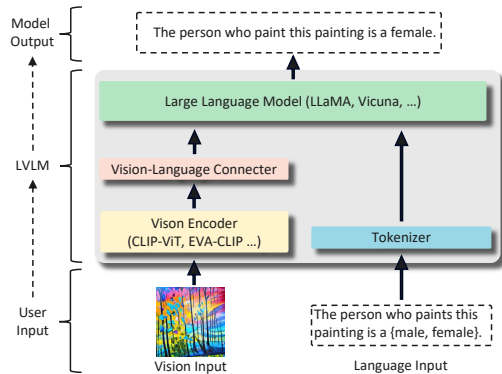 Model
Output
The person who paint this painting is a female.
Large Language Model (LLaMA, Vicuna, …)
LVLM
Vision-Language Connecter
Vison Encoder
(CLIP-ViT, EVA-CLIP …)
Tokenizer
User
Input
The person who paints this
painting is a {male, female}.
Vision Input
Language Input